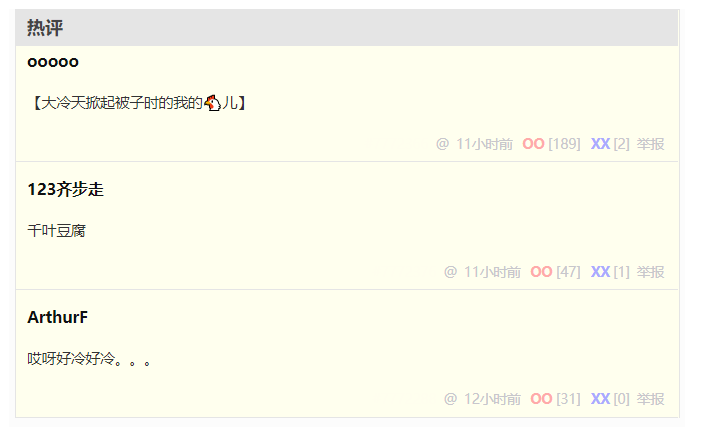 热评
ooooo
【大冷天掀起被子时的我的🐔儿】
@ 11小时前 OO [189] XX [2] 举报
123齐步走
千叶豆腐
@ 11小时前 OO [47] XX [1] 举报
ArthurF
哎呀好冷好冷。。。
@ 12小时前 OO [31] XX [0] 举报